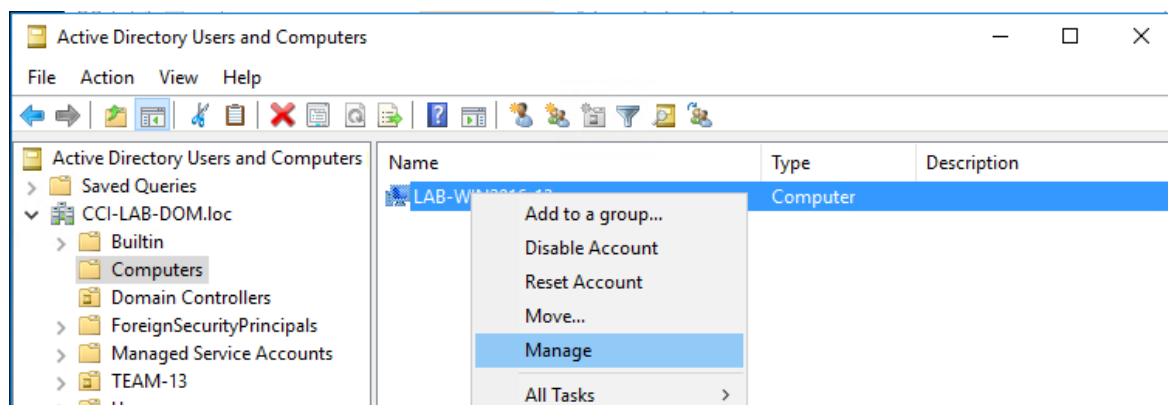 Active Directory Users and Computers
File Action View Help
Active Directory Users and Computers
Saved Queries
CCI-LAB-DOM.loc
Builtin
Computers
Domain Controllers
ForeignSecurityPrincipals
Managed Service Accounts
TEAM-13
Name Type Description
Computer
Add to a group...
Disable Account
Reset Account
Move...
Manage
All Tasks